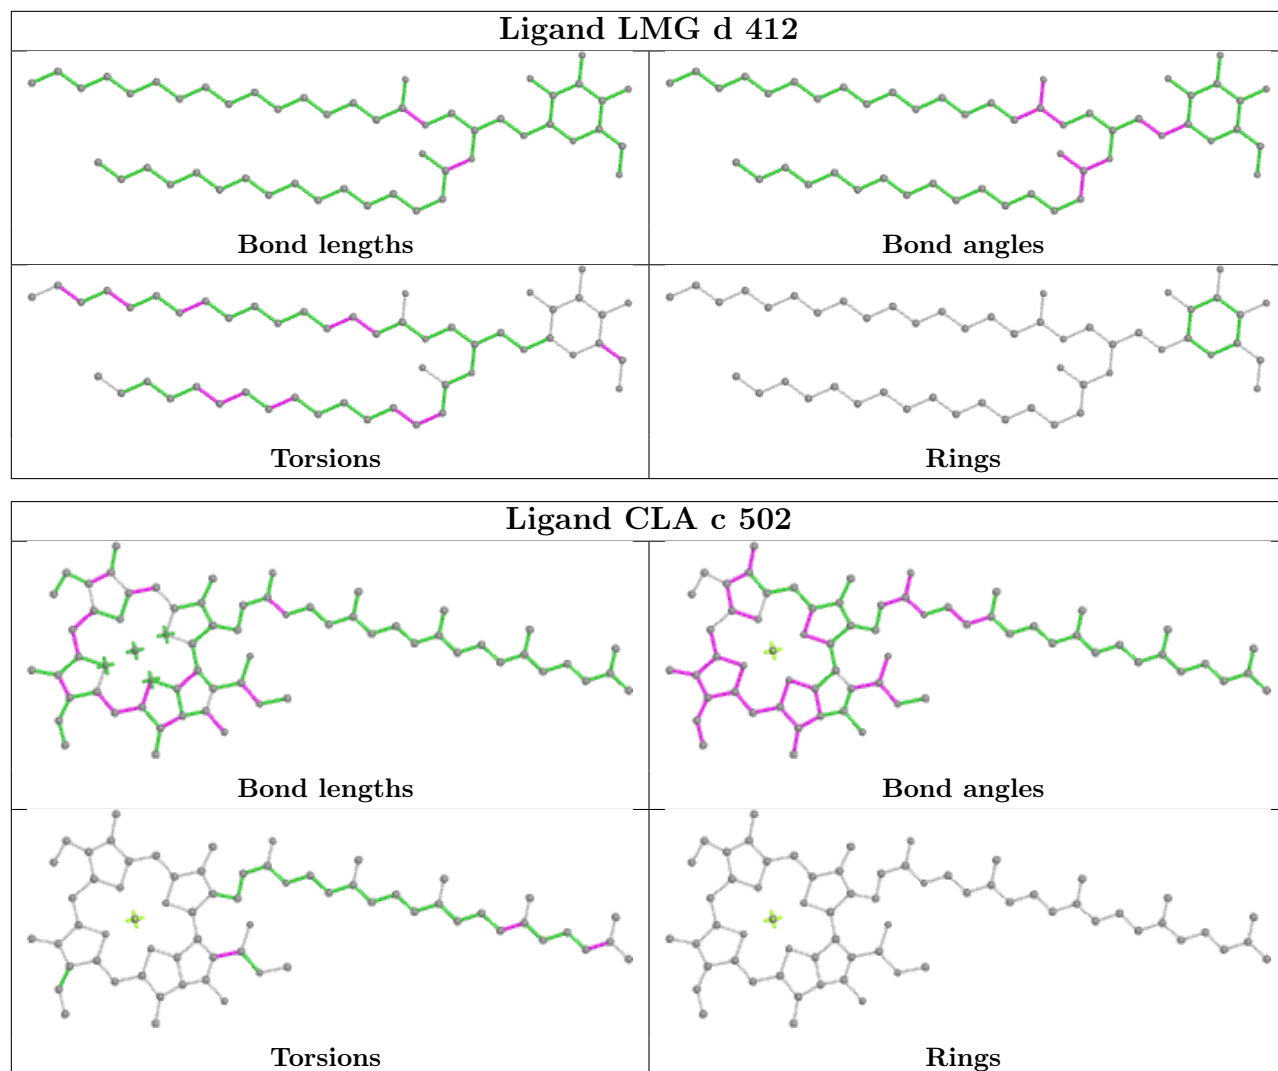 Ligand LMG d 412
Bond lengths
Bond angles
Torsions
Rings
Ligand CLA c 502
Bond lengths
Bond angles
Torsions
Rings